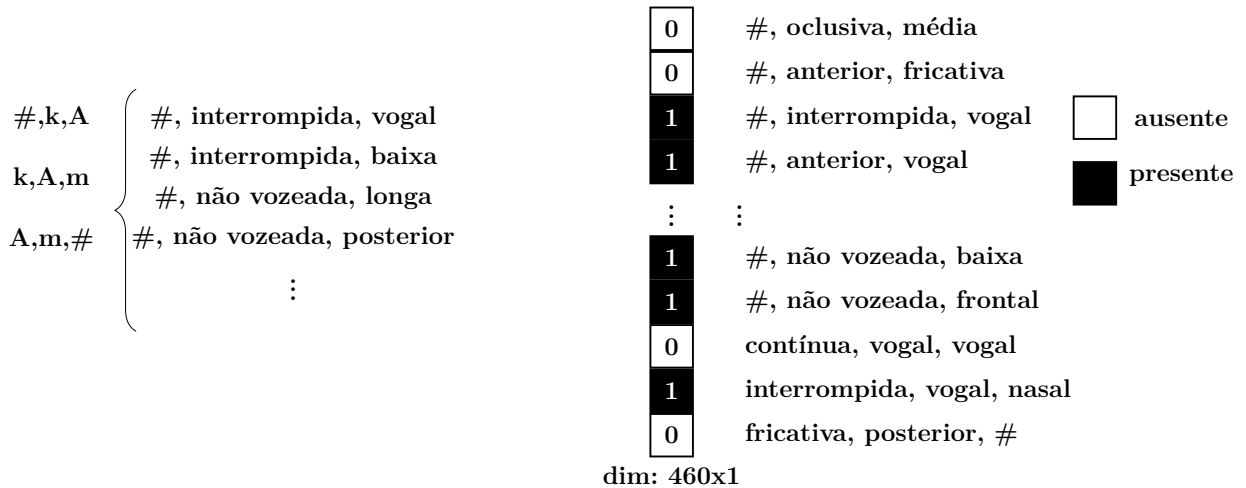 #,k,A
k,A,m
A,m,#
#, interrompida, vogal
#, interrompida, baixa
#, não vozeada, longa
#, não vozeada, posterior
⋮
0 #, oclusiva, média
0 #, anterior, fricativa
1 #, interrompida, vogal
1 #, anterior, vogal
⋮ ⋮
1 #, não vozeada, baixa
1 #, não vozeada, frontal
0 contínua, vogal, vogal
1 interrompida, vogal, nasal
0 fricativa, posterior, #
dim: 460x1
ausente
presente